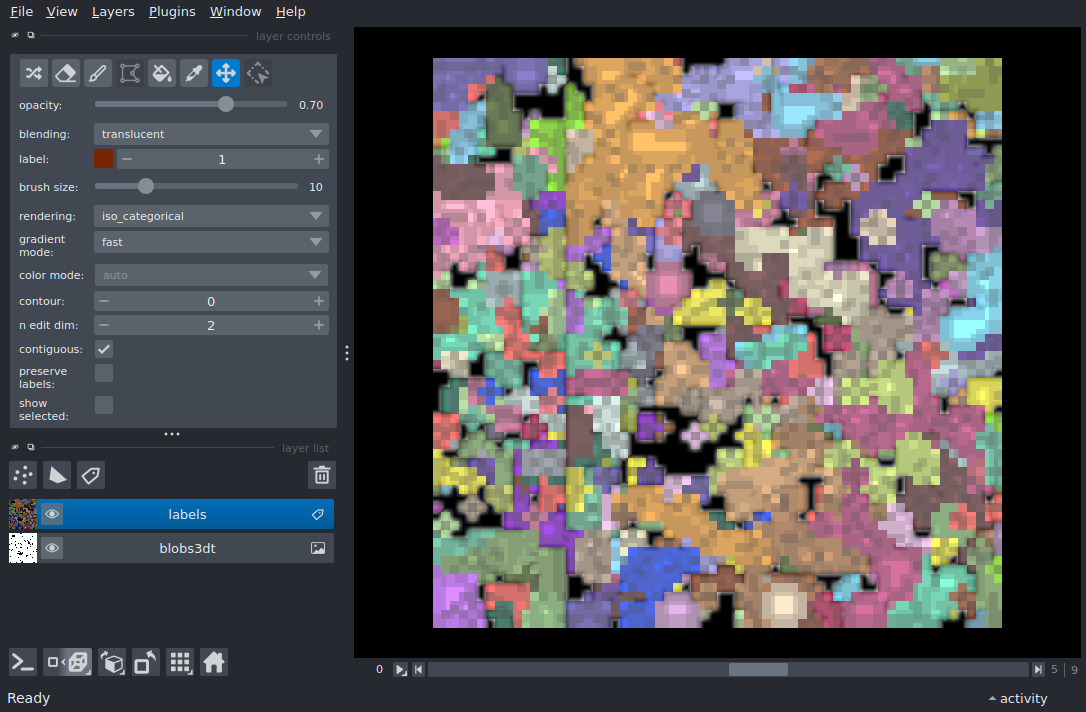 File View Layers Plugins Window Help
layer controls
opacity: 0.70
blending: translucent
label: 1
brush size: 10
rendering: iso_categorical
gradient
mode: fast
color mode: auto
contour: 0
n edit dim: 2
contiguous:
preserve
labels:
show
selected:
layer list
labels
blobs3dt
0 5 9
Ready activity